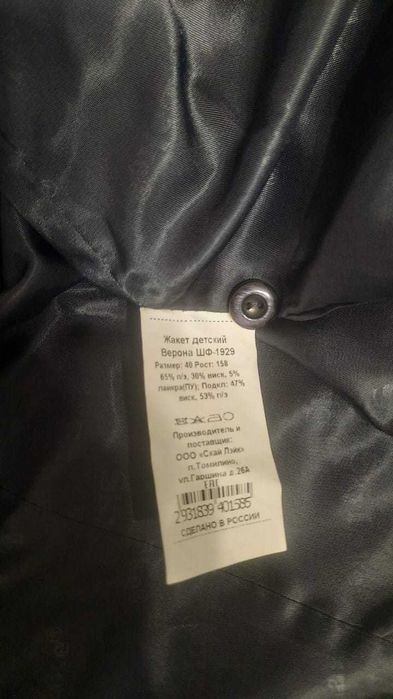 Жакет детский
Верона ШФ-1929
Размер: 40 Рост: 158
65% п/э, 30% виск, 5%
лайкра(ПУ); Подкл: 47%
виск, 53% п/э
Производитель и
поставщик:
ООО «Скай Лэйк»
п.Томилино,
ул.Гаршина д.26А
ЕАС
2931839 401585
СДЕЛАНО В РОССИИ